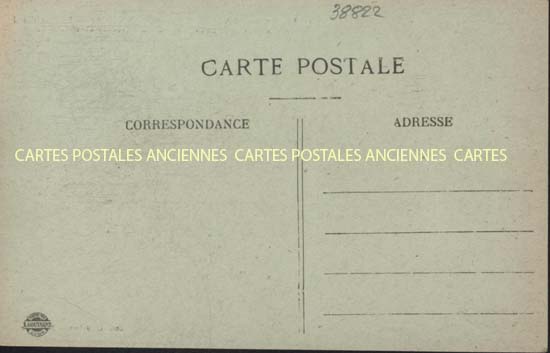 38822
CARTE POSTALE
CORRESPONDANCE
ADRESSE
CARTES POSTALES ANCIENNES CARTES POSTALES ANCIENNES CARTES